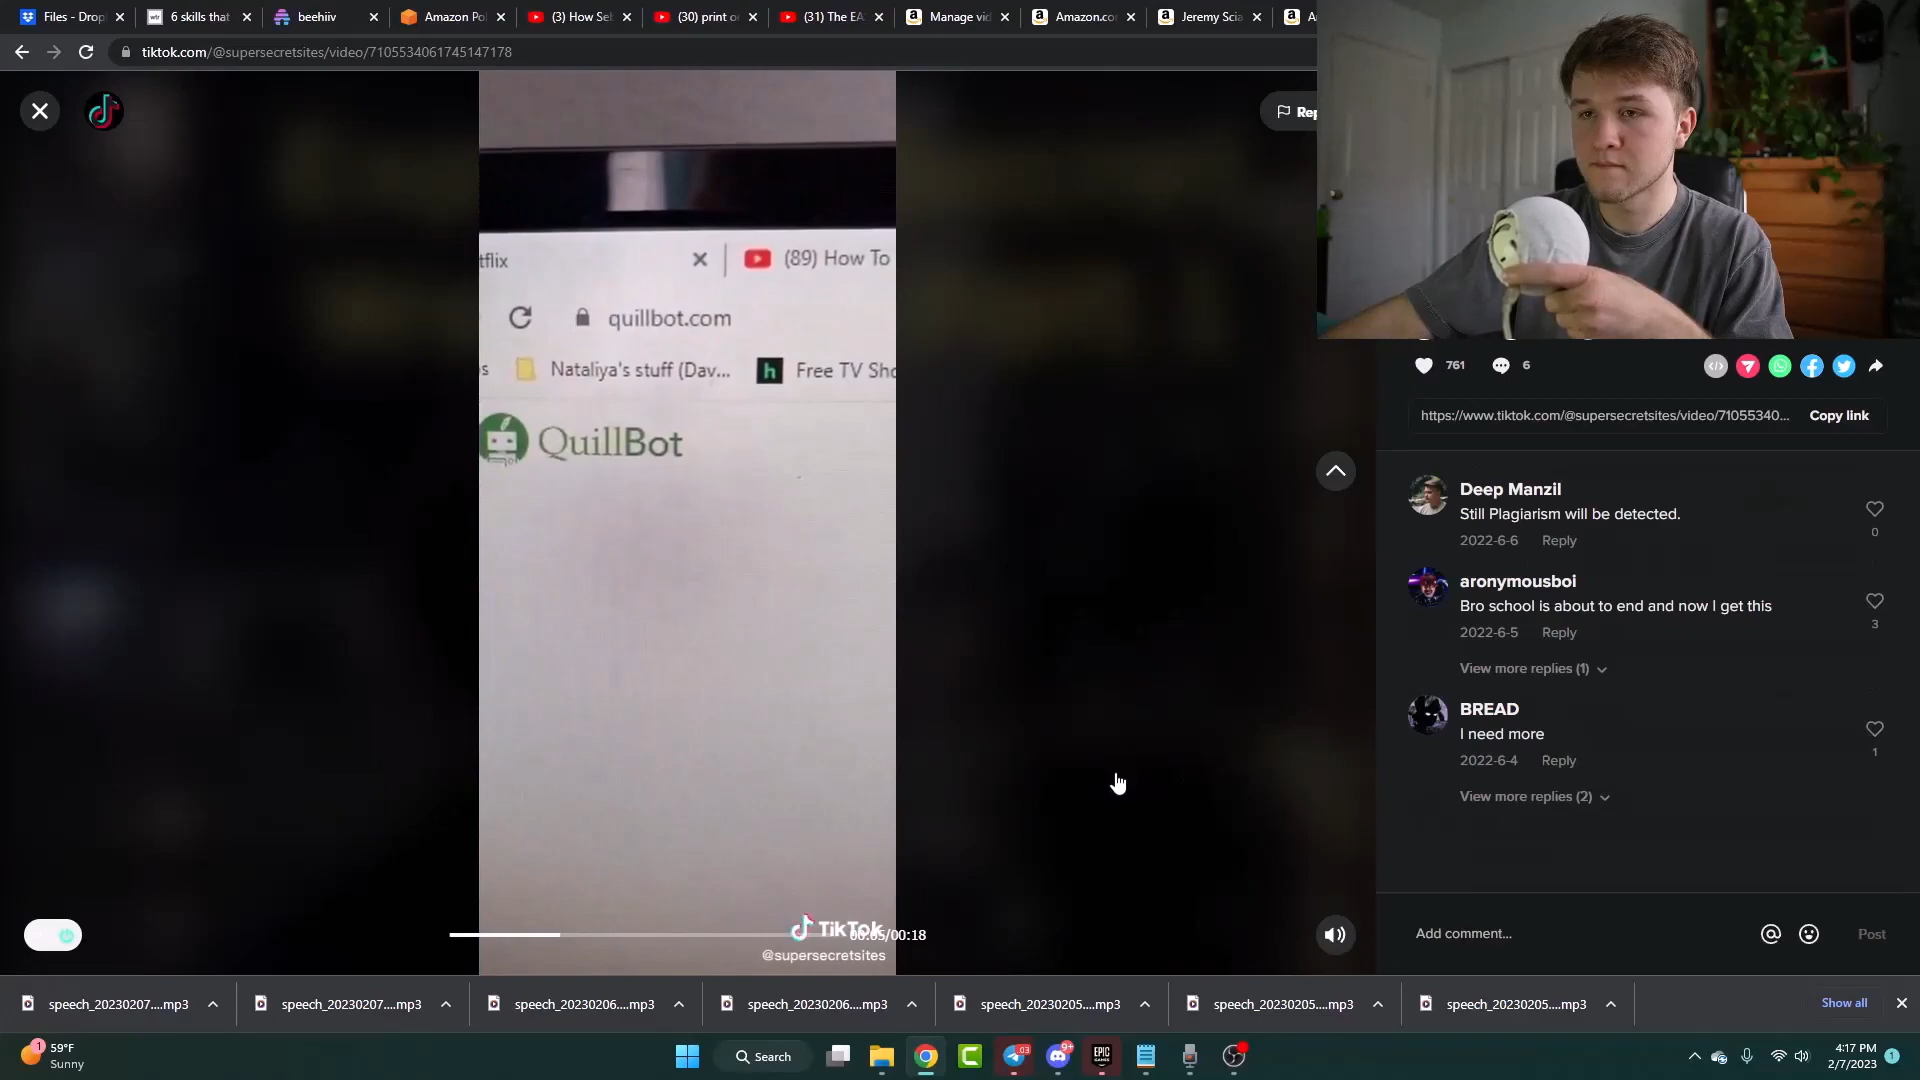 Files - Drop
6 skills that
beehiiv
Amazon Po
(3) How Sel
(30) print o
(31) The EA
Manage vid
Amazon.co
Jeremy Scia
tiktok.com/@supersecretsites/video/7105534061745147178
Rep
tflix
(89) How To
quillbot.com
Nataliya's stuff (Dav...
Free TV Sho
QuillBot
TikTok
00:05/00:18
@supersecretsites
761
6
https://www.tiktok.com/@supersecretsites/video/7105540...
Copy link
Deep Manzil
Still Plagiarism will be detected.
2022-6-6 Reply
0
aronymousboi
Bro school is about to end and now I get this
2022-6-5 Reply
3
View more replies (1)
BREAD
I need more
2022-6-4 Reply
1
View more replies (2)
Add comment...
Post
speech_20230207....mp3
speech_20230207....mp3
speech_20230206....mp3
speech_20230206....mp3
speech_20230205....mp3
speech_20230205....mp3
speech_20230205....mp3
Show all
59°F
Sunny
Search
EPIC
GAMES
4:17 PM
2/7/2023